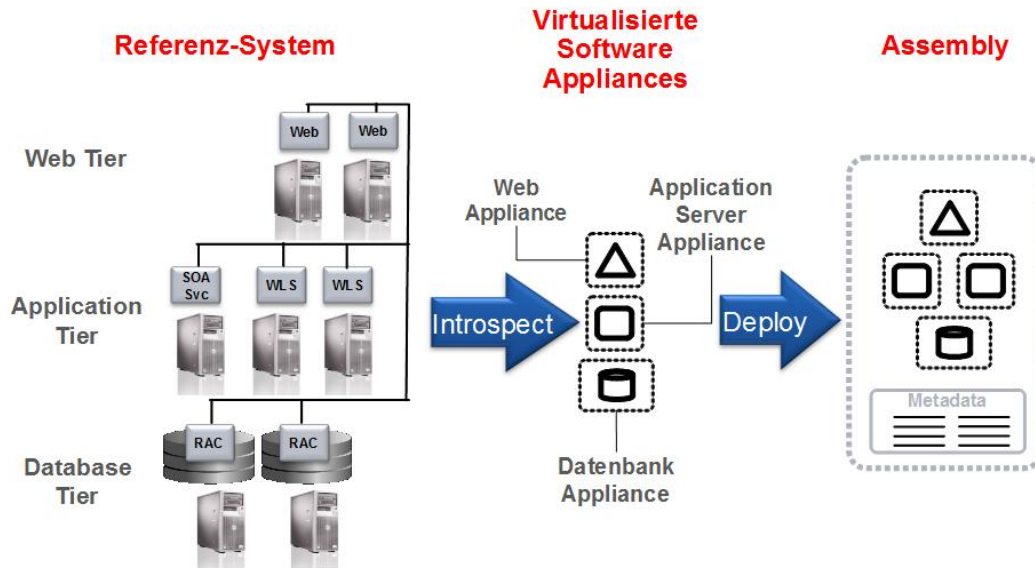 Referenz-System
Virtualisierte
Software
Appliances
Assembly
Web Tier
Web
Web
Application
Tier
SOA
Svc
WLS
WLS
Database
Tier
RAC
RAC
Introspect
Web
Appliance
Application
Server
Appliance
Datenbank
Appliance
Deploy
Metadata